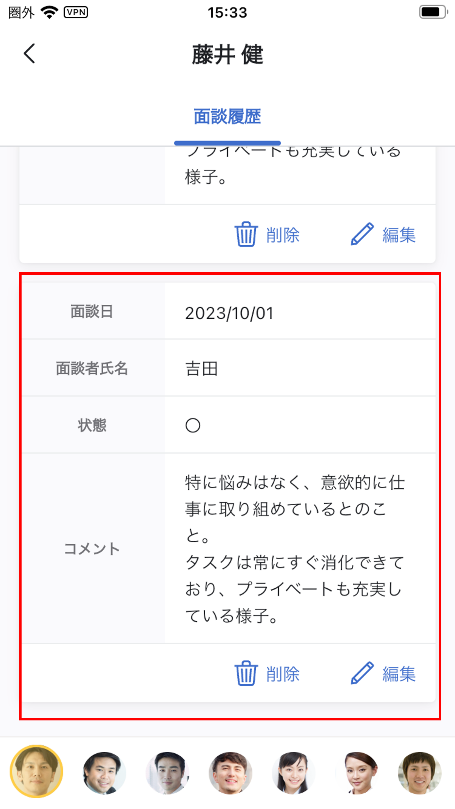 圏外 VPN 15:33
藤井 健
面談履歴
プライベートも充実している
様子。
削除 編集
面談日 2023/10/01
面談者氏名 吉田
状態 〇
コメント
特に悩みはなく、意欲的に仕
事に取り組めているとのこ
と。
タスクは常にすぐ消化できて
おり、プライベートも充実し
ている様子。
削除 編集